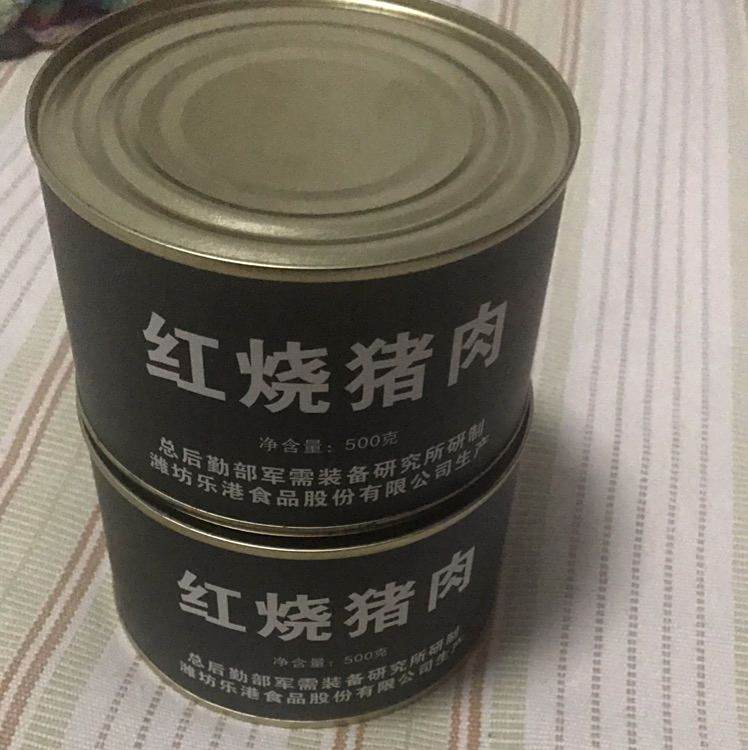 红烧猪肉
净含量：500克
总后勤部军需装备研究所研制
潍坊乐港食品股份有限公司生产
红烧猪肉
净含量：500克
总后勤部军需装备研究所研制
潍坊乐港食品股份有限公司生产